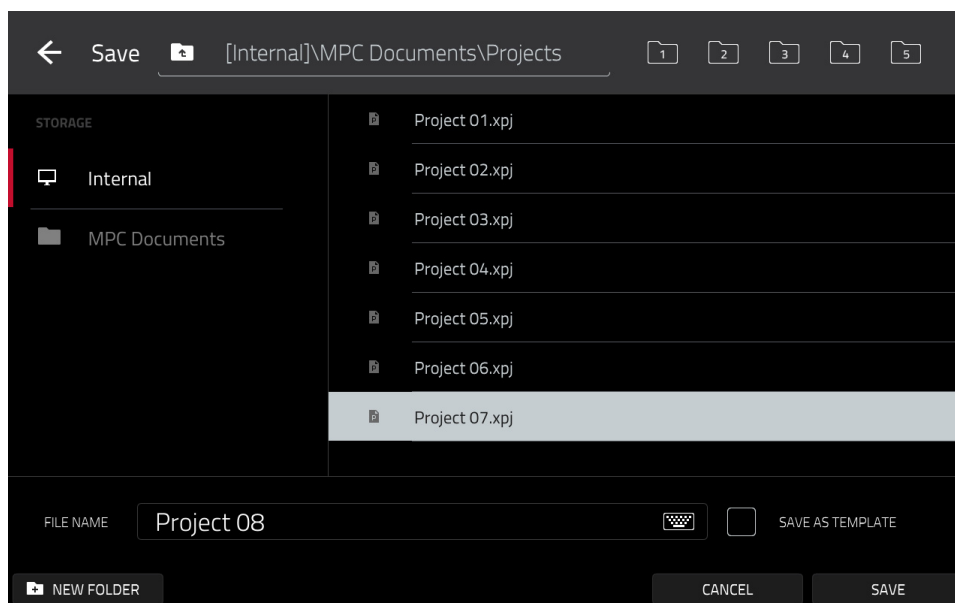 Save [Internal]\MPC Documents\Projects 1 2 3 4 5
STORAGE
Internal
MPC Documents
Project 01.xpj
Project 02.xpj
Project 03.xpj
Project 04.xpj
Project 05.xpj
Project 06.xpj
Project 07.xpj
FILE NAME Project 08 SAVE AS TEMPLATE
NEW FOLDER CANCEL SAVE